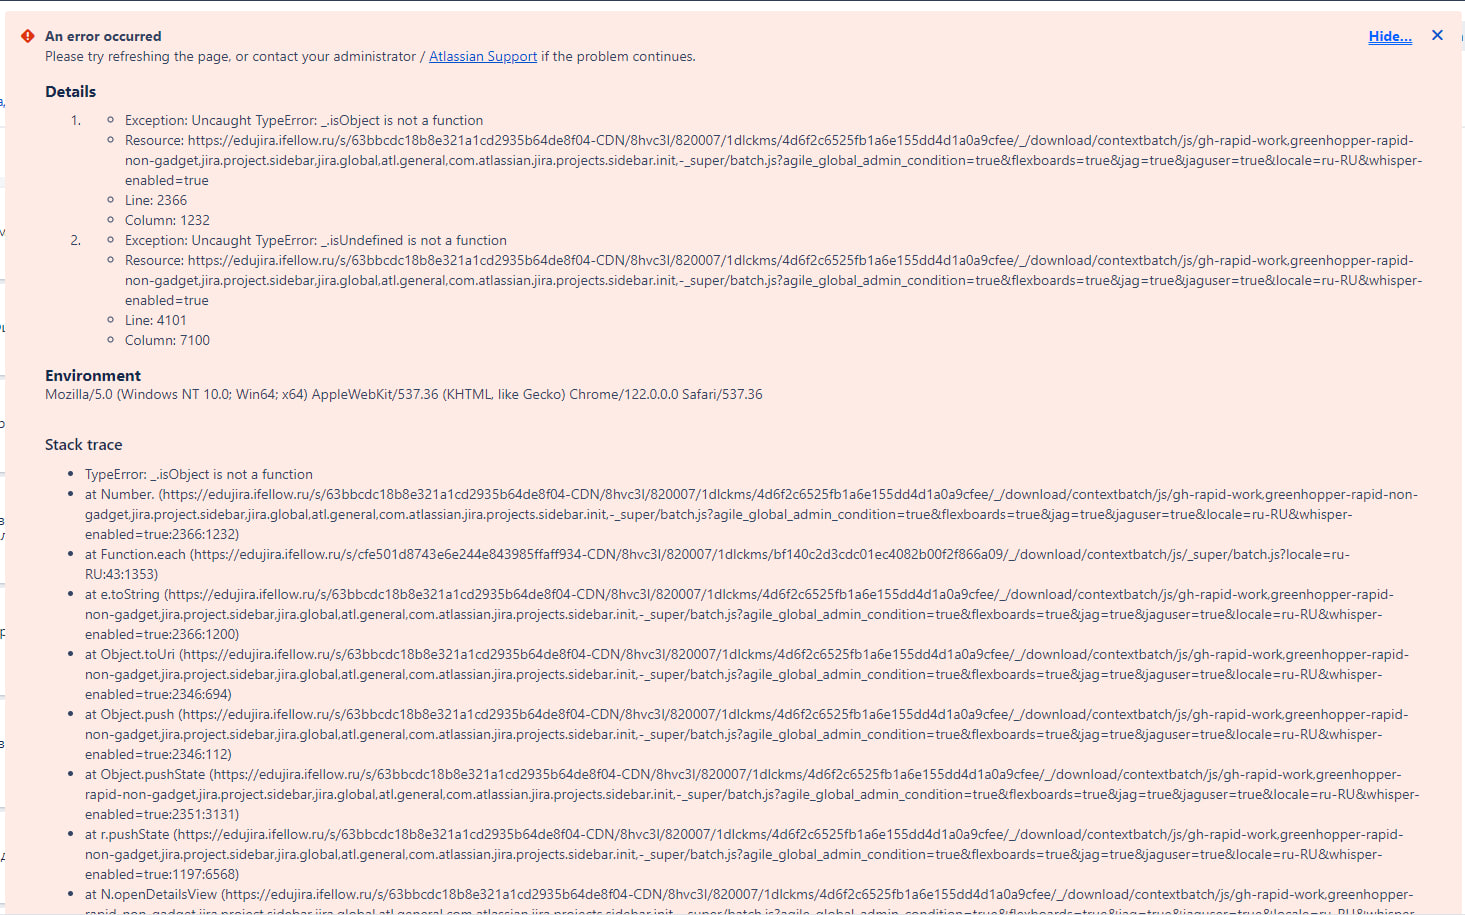 An error occurred
Hide...
Please try refreshing the page, or contact your administrator / Atlassian Support if the problem continues.
Details
1.
Exception: Uncaught TypeError: _.isObject is not a function
Resource: https://edujira.ifellow.ru/s/63bbcdc18b8e321a1cd2935b64de8f04-CDN/8hvc3l/820007/1dlckms/4d6f2c6525fb1a6e155dd4d1a0a9cfee/_/download/contextbatch/js/gh-rapid-work,greenhopper-rapid-
non-gadget,jira.project.sidebar,jira.global,atl.general,com.atlassian.jira.projects.sidebar.init,-_super/batch.js?agile_global_admin_condition=true&flexboards=true&jag=true&jaguser=true&locale=ru-RU&whisper-
enabled=true
Line: 2366
Column: 1232
2.
Exception: Uncaught TypeError: _.isUndefined is not a function
Resource: https://edujira.ifellow.ru/s/63bbcdc18b8e321a1cd2935b64de8f04-CDN/8hvc3l/820007/1dlckms/4d6f2c6525fb1a6e155dd4d1a0a9cfee/_/download/contextbatch/js/gh-rapid-work,greenhopper-rapid-
non-gadget,jira.project.sidebar,jira.global,atl.general,com.atlassian.jira.projects.sidebar.init,-_super/batch.js?agile_global_admin_condition=true&flexboards=true&jag=true&jaguser=true&locale=ru-RU&whisper-
enabled=true
Line: 4101
Column: 7100
Environment
Mozilla/5.0 (Windows NT 10.0; Win64; x64) AppleWebKit/537.36 (KHTML, like Gecko) Chrome/122.0.0.0 Safari/537.36
Stack trace
TypeError: _.isObject is not a function
at Number. (https://edujira.ifellow.ru/s/63bbcdc18b8e321a1cd2935b64de8f04-CDN/8hvc3l/820007/1dlckms/4d6f2c6525fb1a6e155dd4d1a0a9cfee/_/download/contextbatch/js/gh-rapid-work,greenhopper-rapid-non-
gadget,jira.project.sidebar,jira.global,atl.general,com.atlassian.jira.projects.sidebar.init,-_super/batch.js?agile_global_admin_condition=true&flexboards=true&jag=true&jaguser=true&locale=ru-RU&whisper-
enabled=true:2366:1232)
at Function.each (https://edujira.ifellow.ru/s/cfe501d8743e6e244e843985ffaff934-CDN/8hvc3l/820007/1dlckms/bf140c2d3cdc01ec4082b00f2f866a09/_/download/contextbatch/js/_super/batch.js?locale=ru-
RU:43:1353)
at e.toString (https://edujira.ifellow.ru/s/63bbcdc18b8e321a1cd2935b64de8f04-CDN/8hvc3l/820007/1dlckms/4d6f2c6525fb1a6e155dd4d1a0a9cfee/_/download/contextbatch/js/gh-rapid-work,greenhopper-rapid-
non-gadget,jira.project.sidebar,jira.global,atl.general,com.atlassian.jira.projects.sidebar.init,-_super/batch.js?agile_global_admin_condition=true&flexboards=true&jag=true&jaguser=true&locale=ru-RU&whisper-
enabled=true:2366:1200)
at Object.toUri (https://edujira.ifellow.ru/s/63bbcdc18b8e321a1cd2935b64de8f04-CDN/8hvc3l/820007/1dlckms/4d6f2c6525fb1a6e155dd4d1a0a9cfee/_/download/contextbatch/js/gh-rapid-work,greenhopper-rapid-
non-gadget,jira.project.sidebar,jira.global,atl.general,com.atlassian.jira.projects.sidebar.init,-_super/batch.js?agile_global_admin_condition=true&flexboards=true&jag=true&jaguser=true&locale=ru-RU&whisper-
enabled=true:2346:694)
at Object.push (https://edujira.ifellow.ru/s/63bbcdc18b8e321a1cd2935b64de8f04-CDN/8hvc3l/820007/1dlckms/4d6f2c6525fb1a6e155dd4d1a0a9cfee/_/download/contextbatch/js/gh-rapid-work,greenhopper-rapid-
non-gadget,jira.project.sidebar,jira.global,atl.general,com.atlassian.jira.projects.sidebar.init,-_super/batch.js?agile_global_admin_condition=true&flexboards=true&jag=true&jaguser=true&locale=ru-RU&whisper-
enabled=true:2346:112)
at Object.pushState (https://edujira.ifellow.ru/s/63bbcdc18b8e321a1cd2935b64de8f04-CDN/8hvc3l/820007/1dlckms/4d6f2c6525fb1a6e155dd4d1a0a9cfee/_/download/contextbatch/js/gh-rapid-work,greenhopper-
rapid-non-gadget,jira.project.sidebar,jira.global,atl.general,com.atlassian.jira.projects.sidebar.init,-_super/batch.js?agile_global_admin_condition=true&flexboards=true&jag=true&jaguser=true&locale=ru-RU&whisper-
enabled=true:2351:3131)
at r.pushState (https://edujira.ifellow.ru/s/63bbcdc18b8e321a1cd2935b64de8f04-CDN/8hvc3l/820007/1dlckms/4d6f2c6525fb1a6e155dd4d1a0a9cfee/_/download/contextbatch/js/gh-rapid-work,greenhopper-rapid-
non-gadget,jira.project.sidebar,jira.global,atl.general,com.atlassian.jira.projects.sidebar.init,-_super/batch.js?agile_global_admin_condition=true&flexboards=true&jag=true&jaguser=true&locale=ru-RU&whisper-
enabled=true:1197:6568)
at N.openDetailsView (https://edujira.ifellow.ru/s/63bbcdc18b8e321a1cd2935b64de8f04-CDN/8hvc3l/820007/1dlckms/4d6f2c6525fb1a6e155dd4d1a0a9cfee/_/download/contextbatch/js/gh-rapid-work,greenhopper-